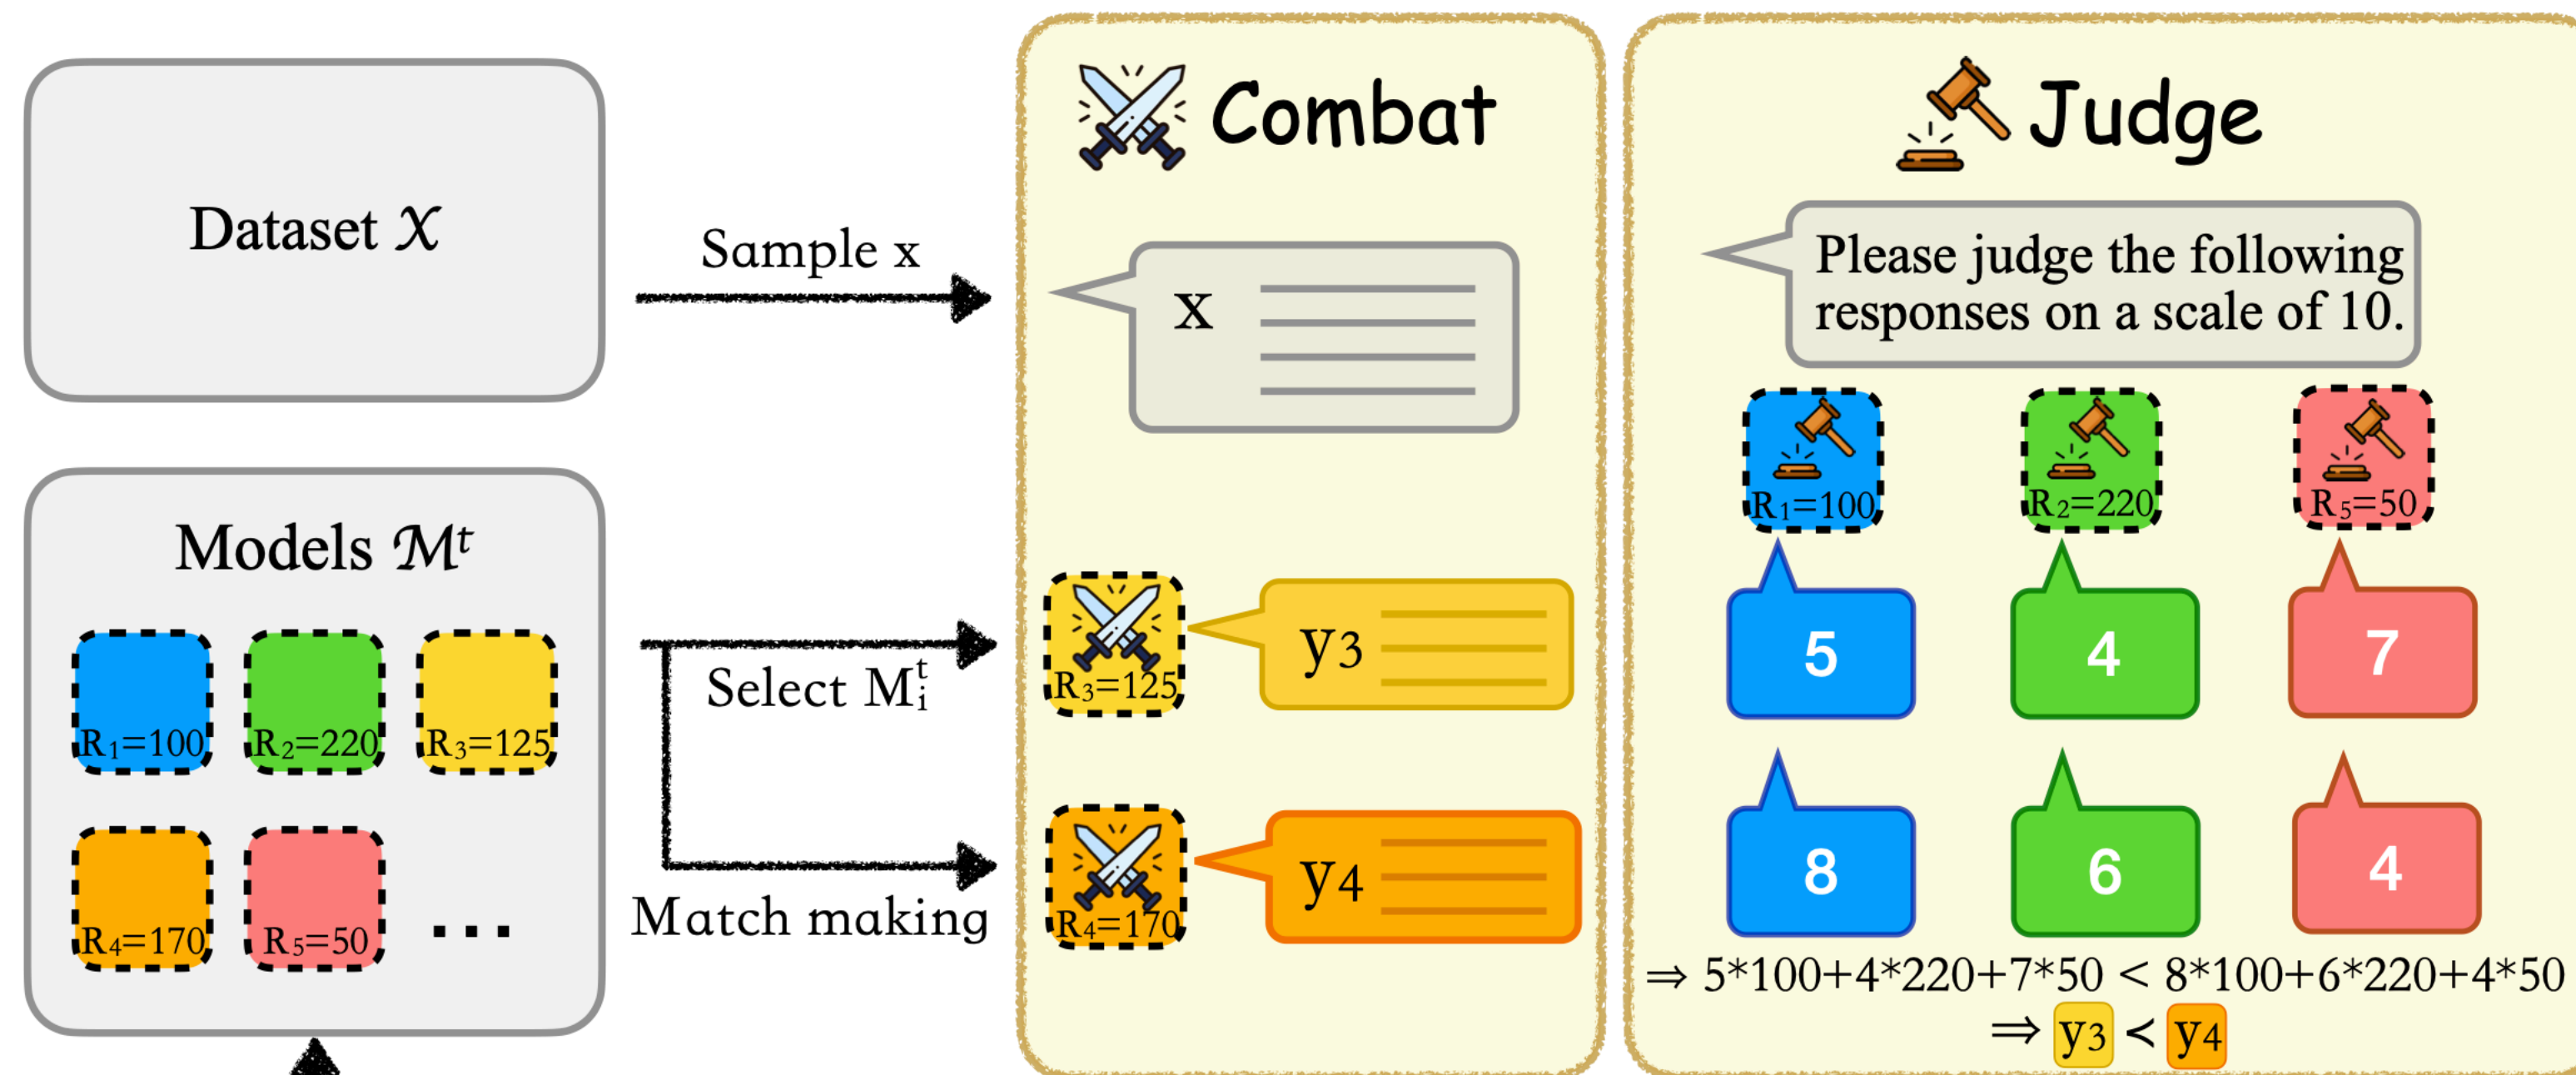 Dataset 𝒳
Models ℳᵗ
R₁=100
R₂=220
R₃=125
R₄=170
R₅=50
...
Sample x
Select Mᵢᵗ
Match making
Combat
x
R₃=125
y₃
R₄=170
y₄
Judge
Please judge the following
responses on a scale of 10.
R₁=100
R₂=220
R₅=50
5
4
7
8
6
4
⇒ 5*100+4*220+7*50 < 8*100+6*220+4*50
⇒ y₃ ≺ y₄